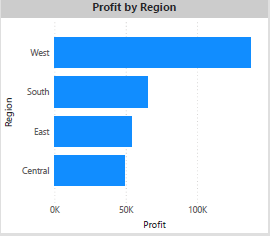 Profit by Region
Region
West
South
East
Central
0K 50K 100K
Profit